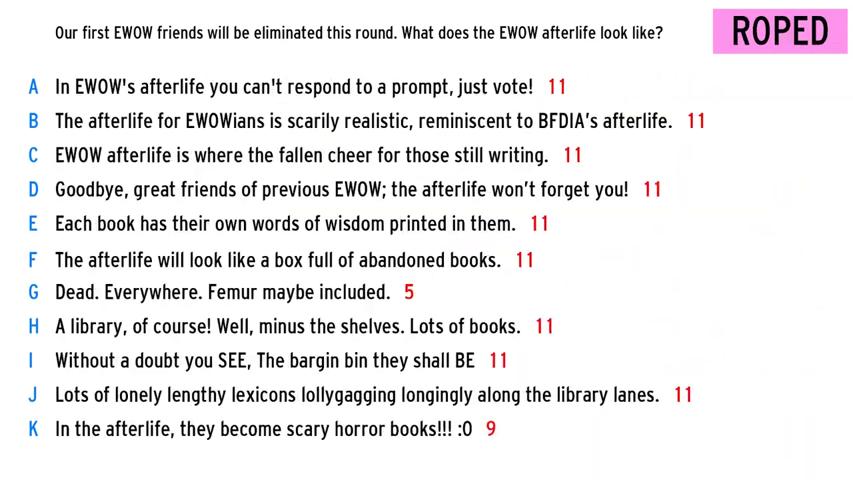 Our first EWOW friends will be eliminated this round. What does the EWOW afterlife look like?
ROPED
A In EWOW's afterlife you can't respond to a prompt, just vote! 11
B The afterlife for EWOWians is scarily realistic, reminiscent to BFDIA’s afterlife. 11
C EWOW afterlife is where the fallen cheer for those still writing. 11
D Goodbye, great friends of previous EWOW; the afterlife won’t forget you! 11
E Each book has their own words of wisdom printed in them. 11
F The afterlife will look like a box full of abandoned books. 11
G Dead. Everywhere. Femur maybe included. 5
H A library, of course! Well, minus the shelves. Lots of books. 11
I Without a doubt you SEE, The bargin bin they shall BE 11
J Lots of lonely lengthy lexicons lollygagging longingly along the library lanes. 11
K In the afterlife, they become scary horror books!!! :O 9